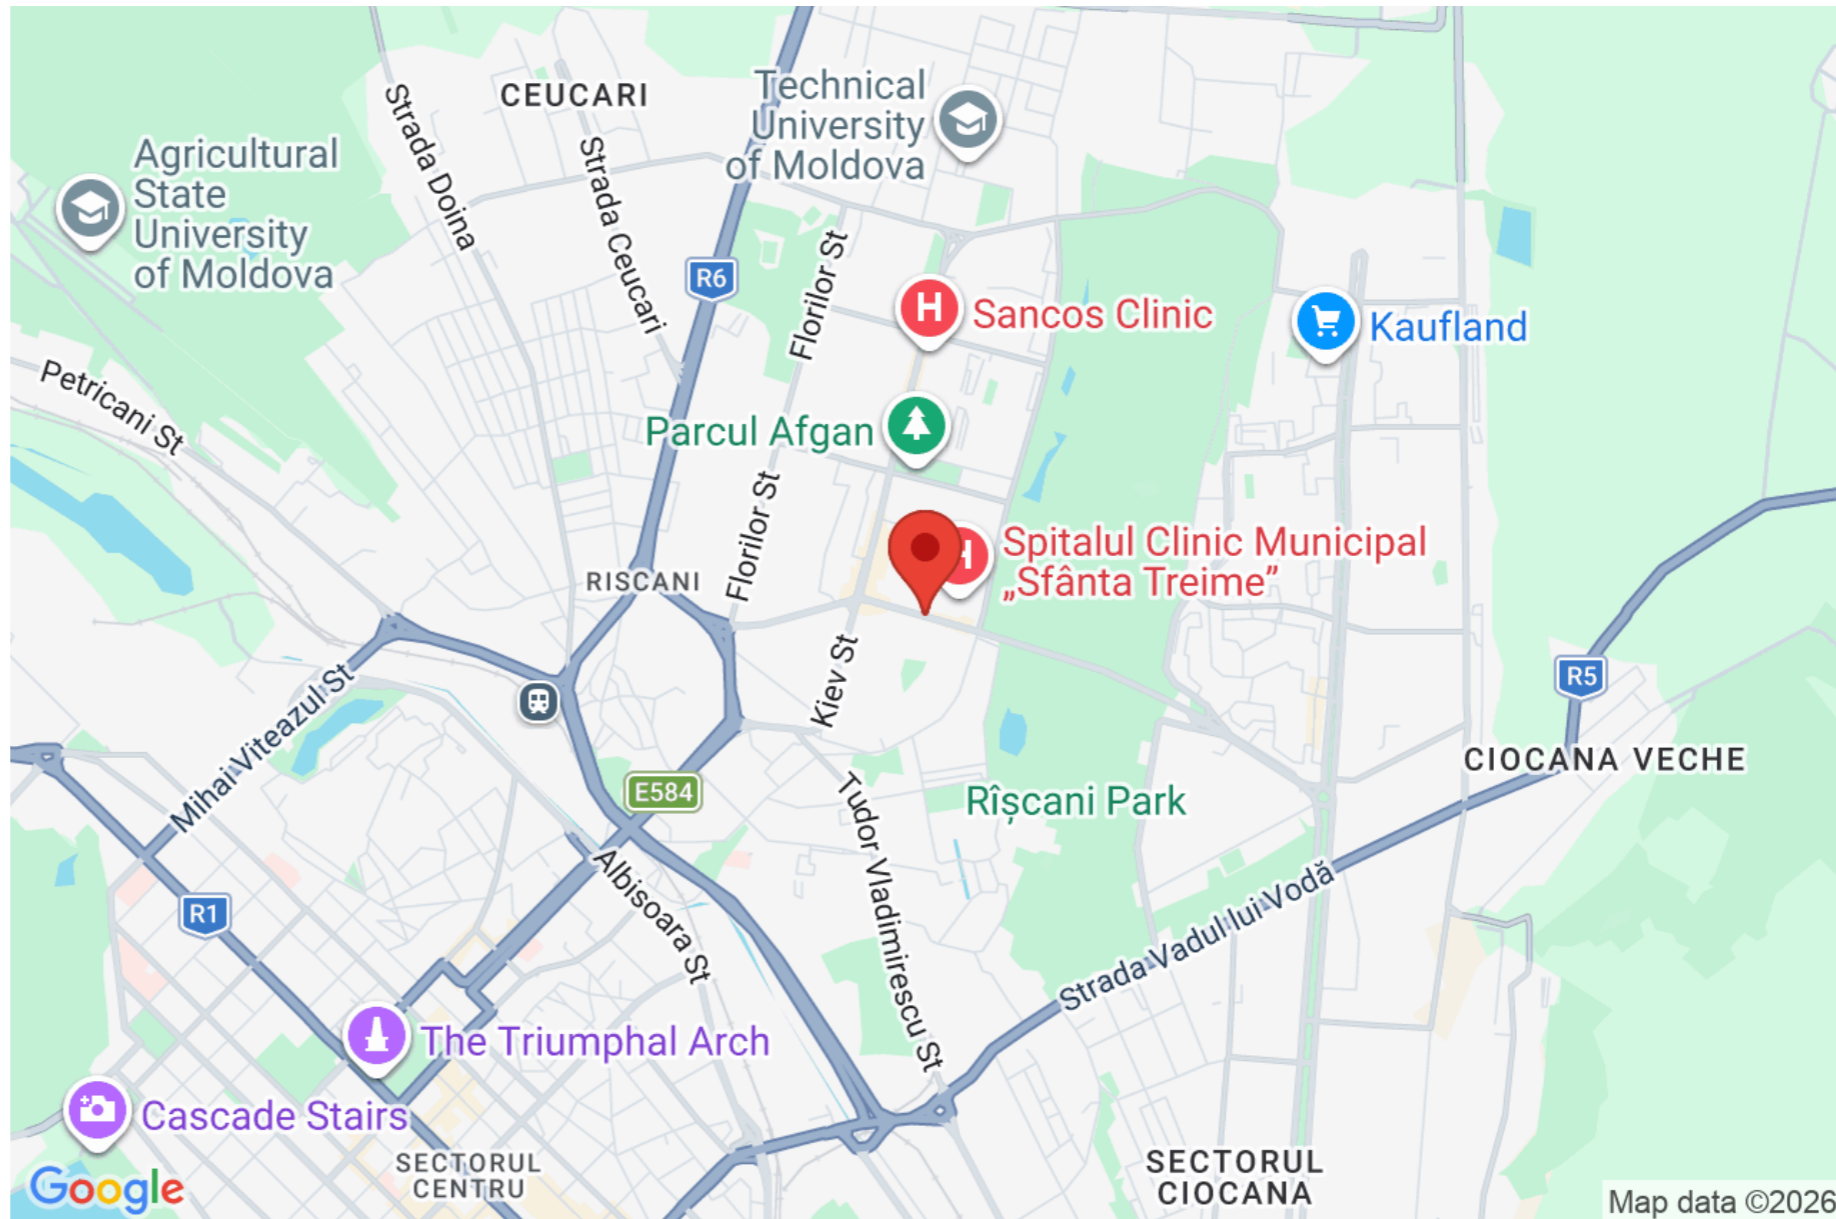 CEUCARI
Technical
University
of Moldova
Agricultural
State
University
of Moldova
Strada Doina
Strada Ceucari
R6
Florilor St
H
Sancos Clinic
Kaufland
Petricani St
Parcul Afgan
Florilor St
H
Spitalul Clinic Municipal
„Sfânta Treime”
RISCANI
Kiev St
Mihai Viteazul St
R5
CIOCANA VECHE
E584
Rîșcani Park
Tudor Vladimirescu St
Albisoara St
R1
Strada Vadul lui Vodă
The Triumphal Arch
Cascade Stairs
SECTORUL
CENTRU
SECTORUL
CIOCANA
Google
Map data ©2026